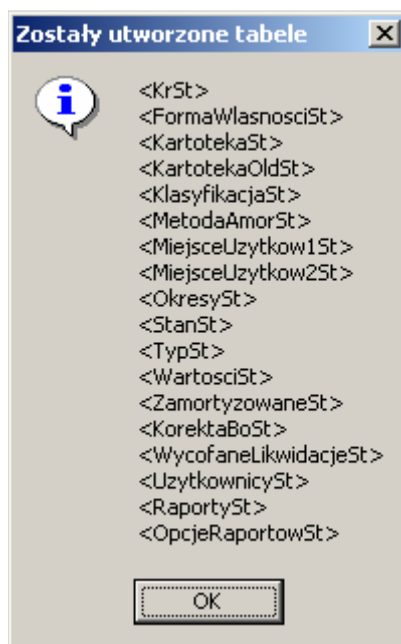 Zostały utworzone tabele
<KrSt>
<FormaWlasnosciSt>
<KartotekaSt>
<KartotekaOldSt>
<KlasyfikacjaSt>
<MetodaAmorSt>
<MiejsceUzytkow1St>
<MiejsceUzytkow2St>
<OkresySt>
<StanSt>
<TypSt>
<WartosciSt>
<ZamortyzowaneSt>
<KorektaBoSt>
<WycofaneLikwidacjeSt>
<UzytkownicySt>
<RaportySt>
<OpcjeRaportowSt>
OK